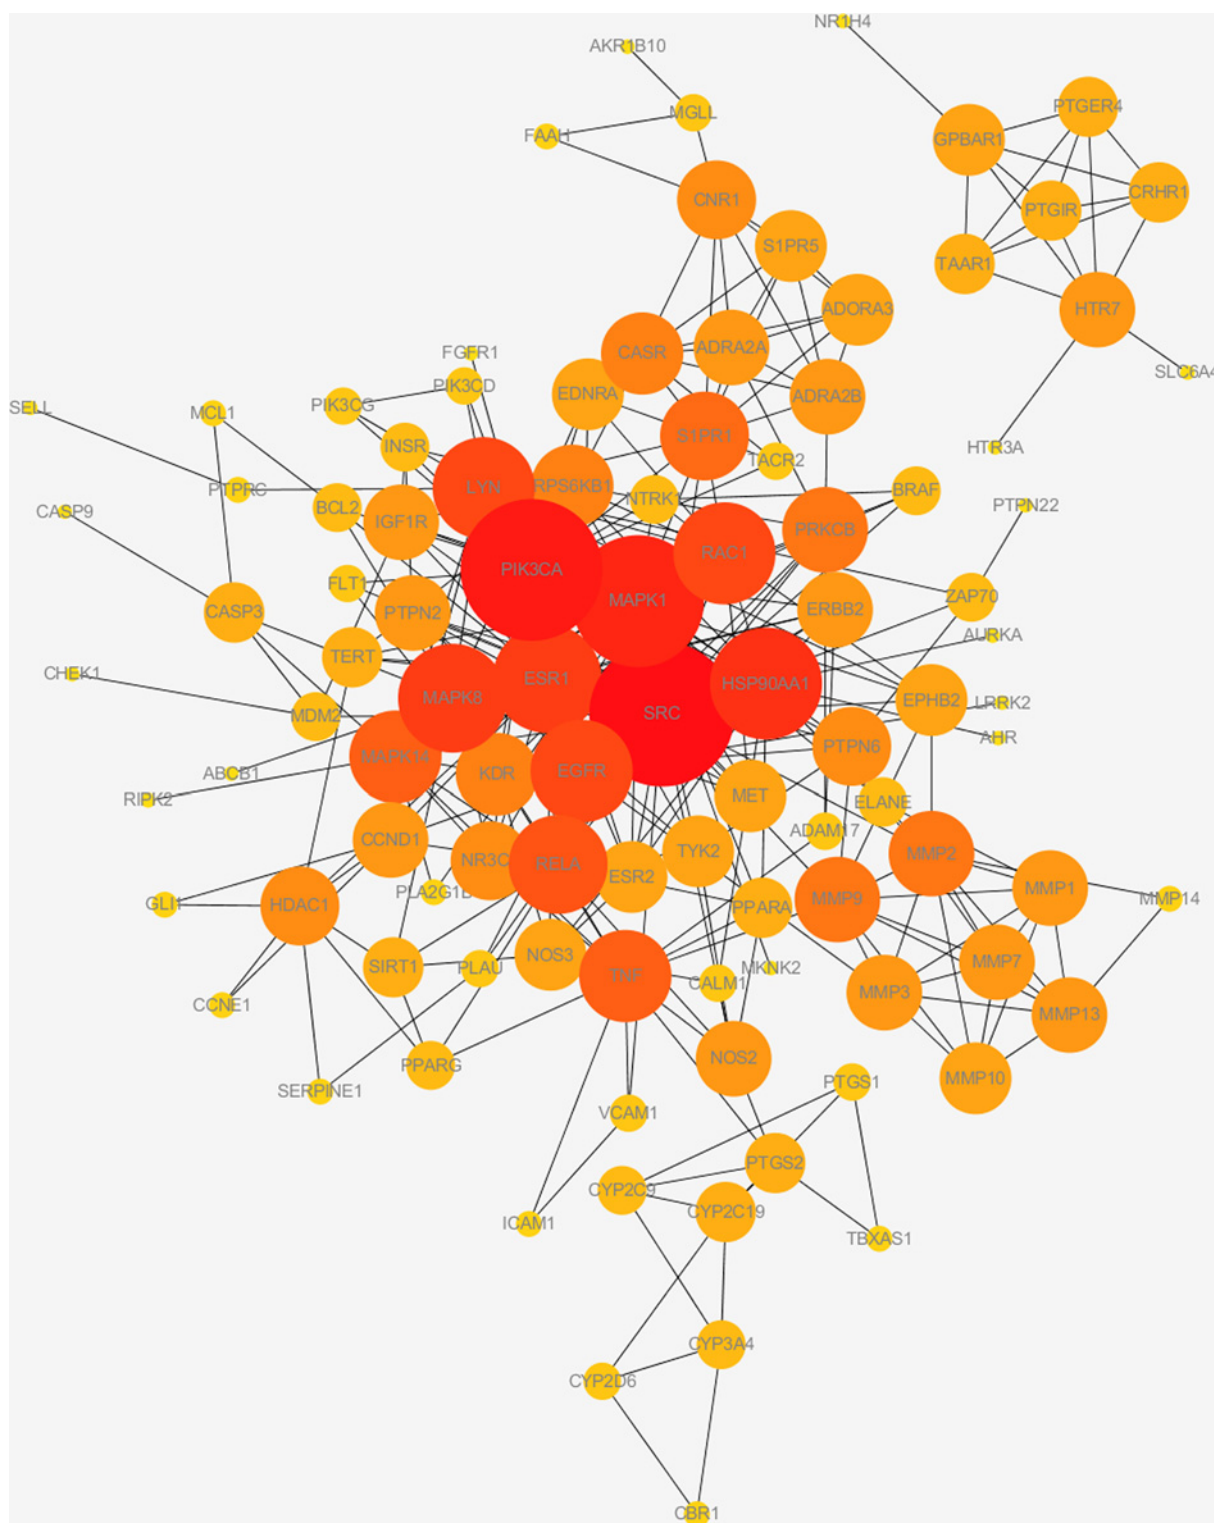 NR1H4
AKR1B10
MGLL
FAAH
PTGER4
GPBAR1
CRHR1
CNR1
PTGIR
S1PR5
TAAR1
ADORA3
HTR7
ADRA2A
CASR
FGFR1
SLC6A4
PIK3CD
EDNRA
ADRA2B
PIK3CG
SELL
MCL1
S1PR1
INSR
HTR3A
TACR2
LYN
RPS6KB1
PTPRC
BRAF
NTRK1
BCL2
PTPN22
CASP9
IGF1R
PRKCB
RAC1
PIK3CA
FLT1
ZAP70
MAPK1
ERBB2
CASP3
PTPN2
AURKA
TERT
CHEK1
ESR1
HSP90AA1
MAPK8
EPHB2
LRRK2
SRC
MDM2
AHR
PTPN6
MAPK14
ABCB1
KDR
EGFR
RIPK2
MET
ELANE
ADAM17
CCND1
TYK2
MMP2
NR3C
RELA
ESR2
MMP1
PLA2G1B
MMP9
MMP14
GLI1
HDAC1
PPARA
NOS3
MMP7
SIRT1
PLAU
MKNK2
TNF
CALM1
MMP3
CCNE1
MMP13
NOS2
PPARG
MMP10
PTGS1
SERPINE1
VCAM1
PTGS2
CYP2C9
CYP2C19
ICAM1
TBXAS1
CYP3A4
CYP2D6
CBR1